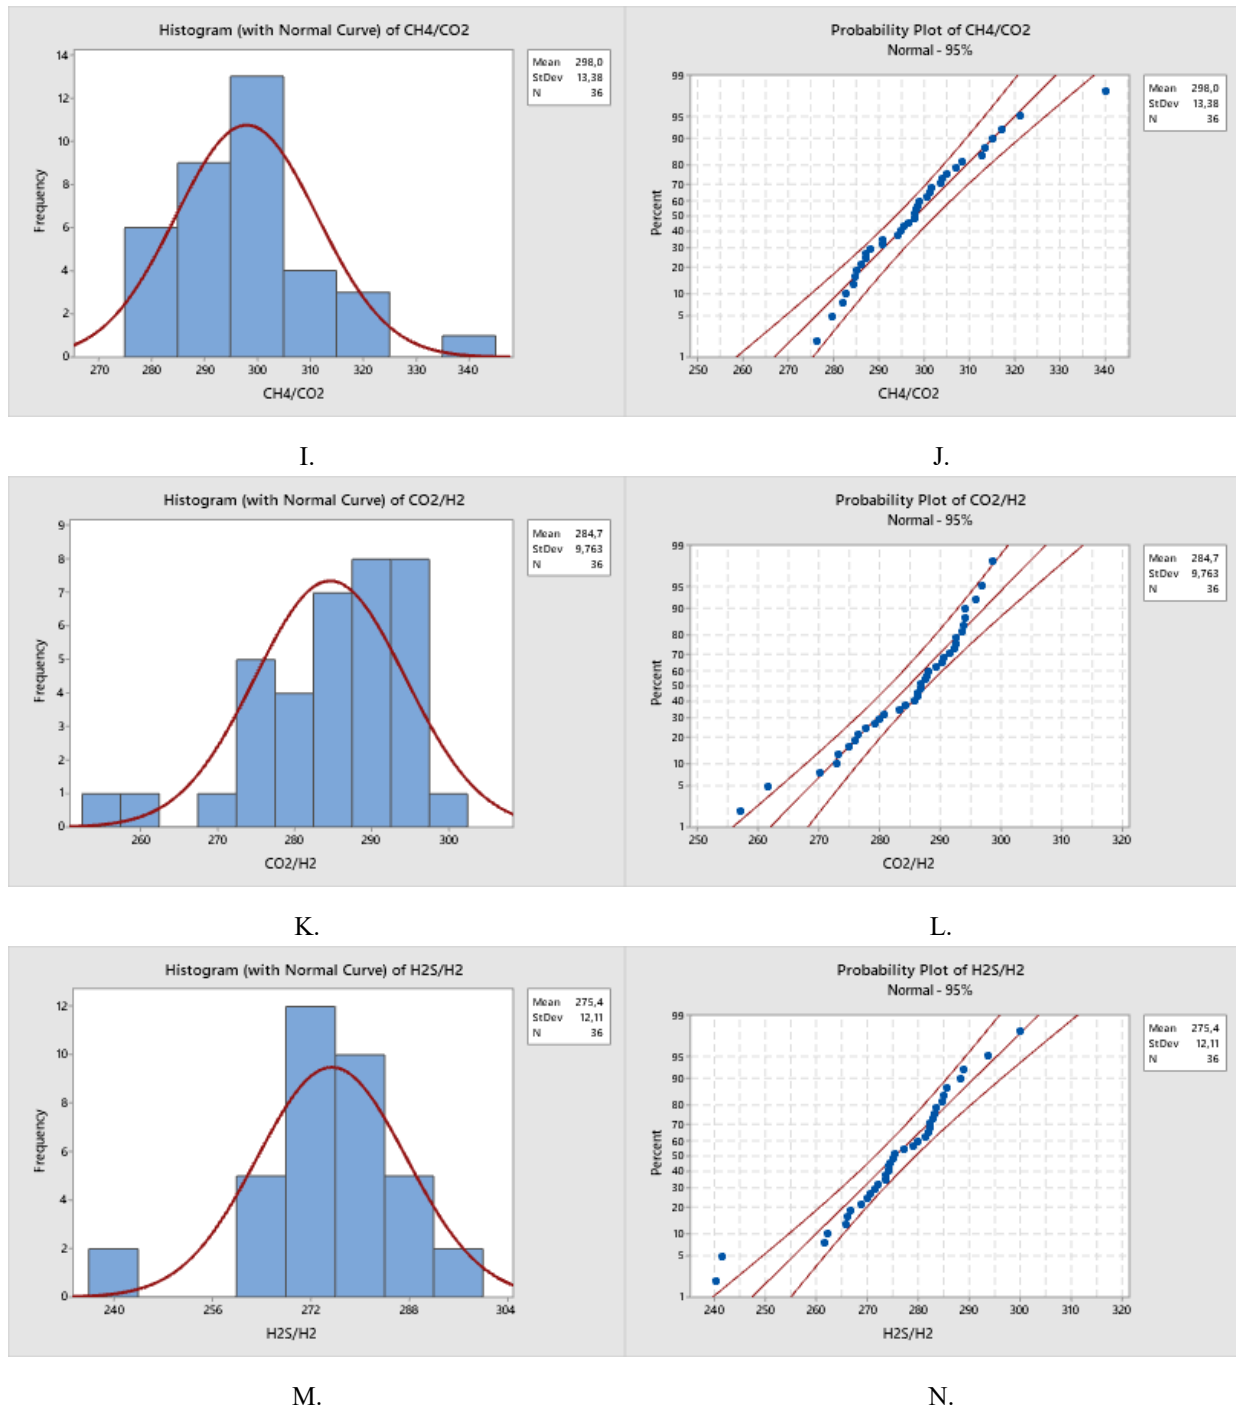 Histogram (with Normal Curve) of CH4/CO2
Mean 298,0
StDev 13,38
N 36
Frequency
14
12
10
8
6
4
2
0
270 280 290 300 310 320 330 340
CH4/CO2
Probability Plot of CH4/CO2
Normal - 95%
Mean 298,0
StDev 13,38
N 36
Percent
99
95
90
80
70
60
50
40
30
20
10
5
1
250 260 270 280 290 300 310 320 330 340
CH4/CO2
I.
J.
Histogram (with Normal Curve) of CO2/H2
Mean 284,7
StDev 9,763
N 36
Frequency
9
8
7
6
5
4
3
2
1
0
260 270 280 290 300
CO2/H2
Probability Plot of CO2/H2
Normal - 95%
Mean 284,7
StDev 9,763
N 36
Percent
99
95
90
80
70
60
50
40
30
20
10
5
1
250 260 270 280 290 300 310 320
CO2/H2
K.
L.
Histogram (with Normal Curve) of H2S/H2
Mean 275,4
StDev 12,11
N 36
Frequency
12
10
8
6
4
2
0
240 256 272 288 304
H2S/H2
Probability Plot of H2S/H2
Normal - 95%
Mean 275,4
StDev 12,11
N 36
Percent
99
95
90
80
70
60
50
40
30
20
10
5
1
240 250 260 270 280 290 300 310 320
H2S/H2
M.
N.